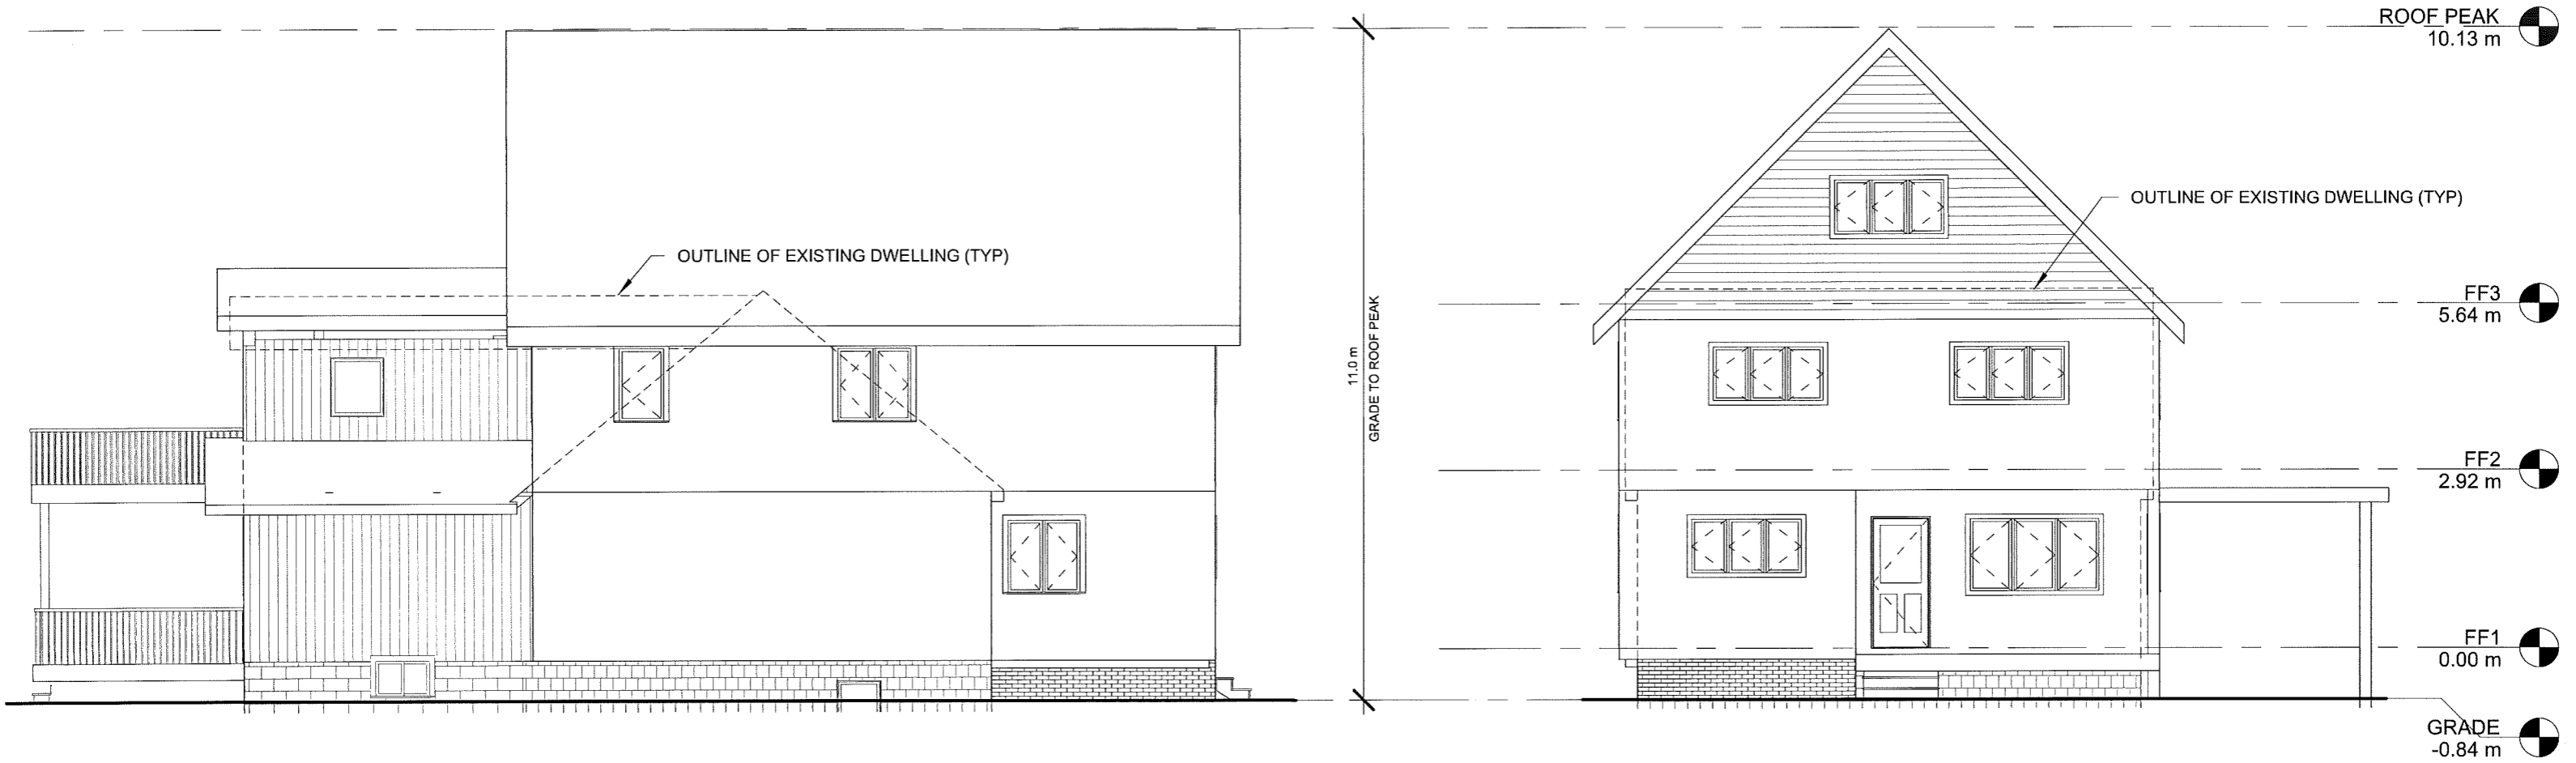 ROOF PEAK
10.13 m
OUTLINE OF EXISTING DWELLING (TYP)
OUTLINE OF EXISTING DWELLING (TYP)
11.0 m
GRADE TO ROOF PEAK
FF3
5.64 m
FF2
2.92 m
FF1
0.00 m
GRADE
-0.84 m